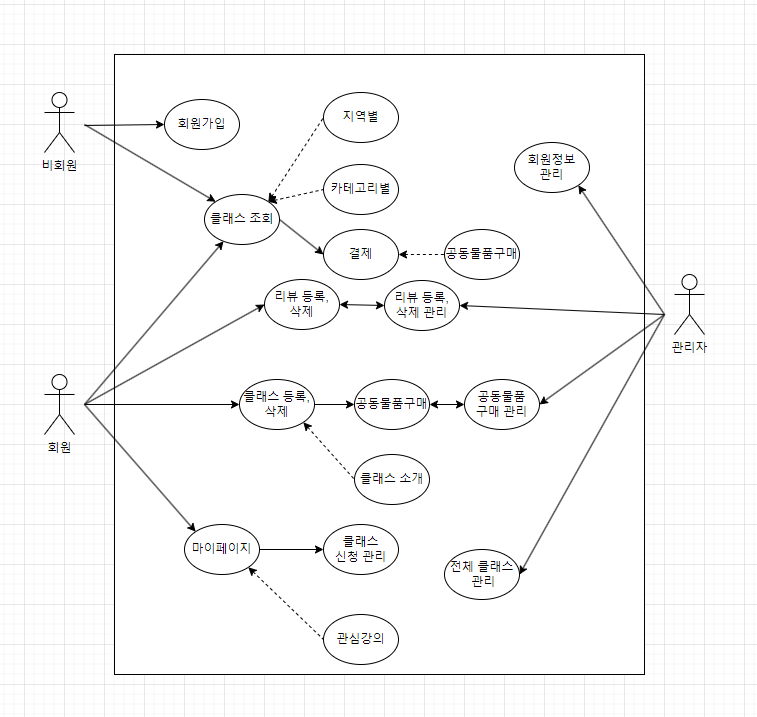 지역별
회원가입
비회원
회원정보
관리
카테고리별
클래스 조회
결제
공동물품구매
리뷰 등록,
삭제
리뷰 등록,
삭제 관리
관리자
클래스 등록,
삭제
공동물품구매
공동물품
구매 관리
회원
클래스 소개
마이페이지
클래스
신청 관리
전체 클래스
관리
관심강의